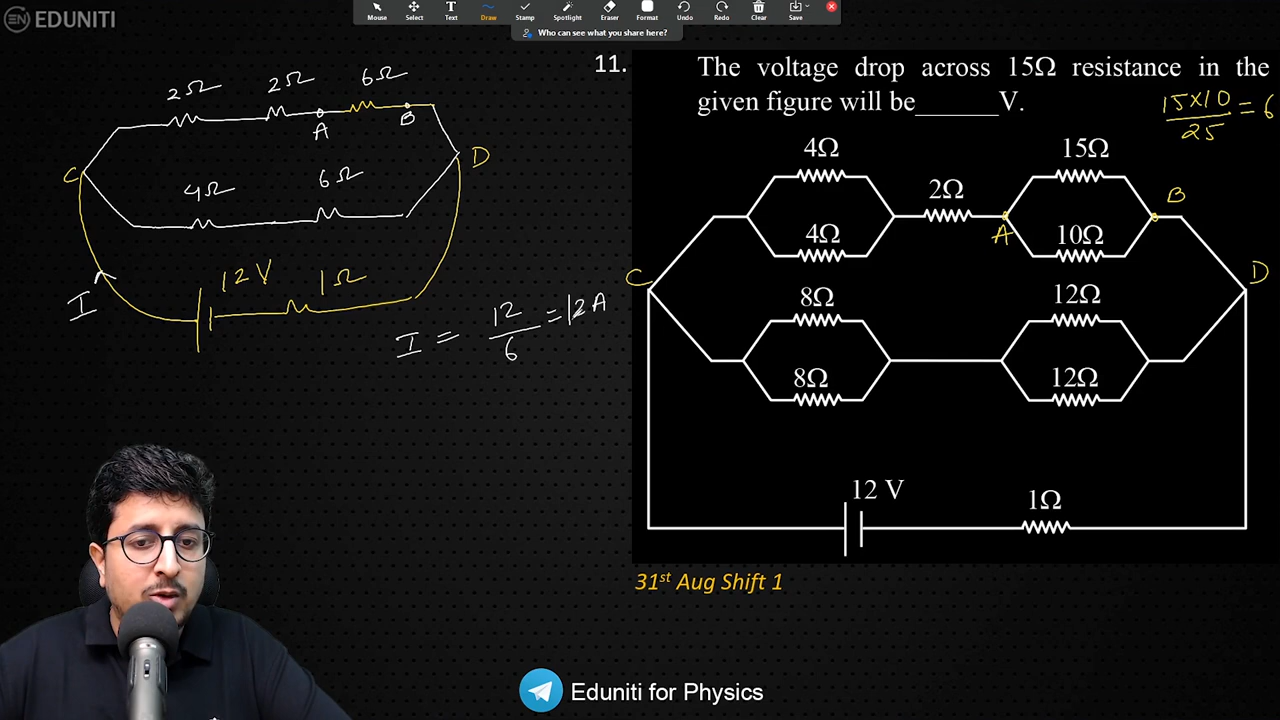 EDUNITI
Mouse Select Text Draw Stamp Spotlight Eraser Format Undo Redo Clear Save
Who can see what you share here?
11. The voltage drop across 15Ω resistance in the
given figure will be______V.
15×10
25
= 6
2Ω 2Ω 6Ω
A B
C D
4Ω 6Ω
12V 1Ω
I
I = 12
6
= 12A
4Ω 15Ω
2Ω B
4Ω A 10Ω
C D
8Ω 12Ω
8Ω 12Ω
12 V 1Ω
31st Aug Shift 1
Eduniti for Physics